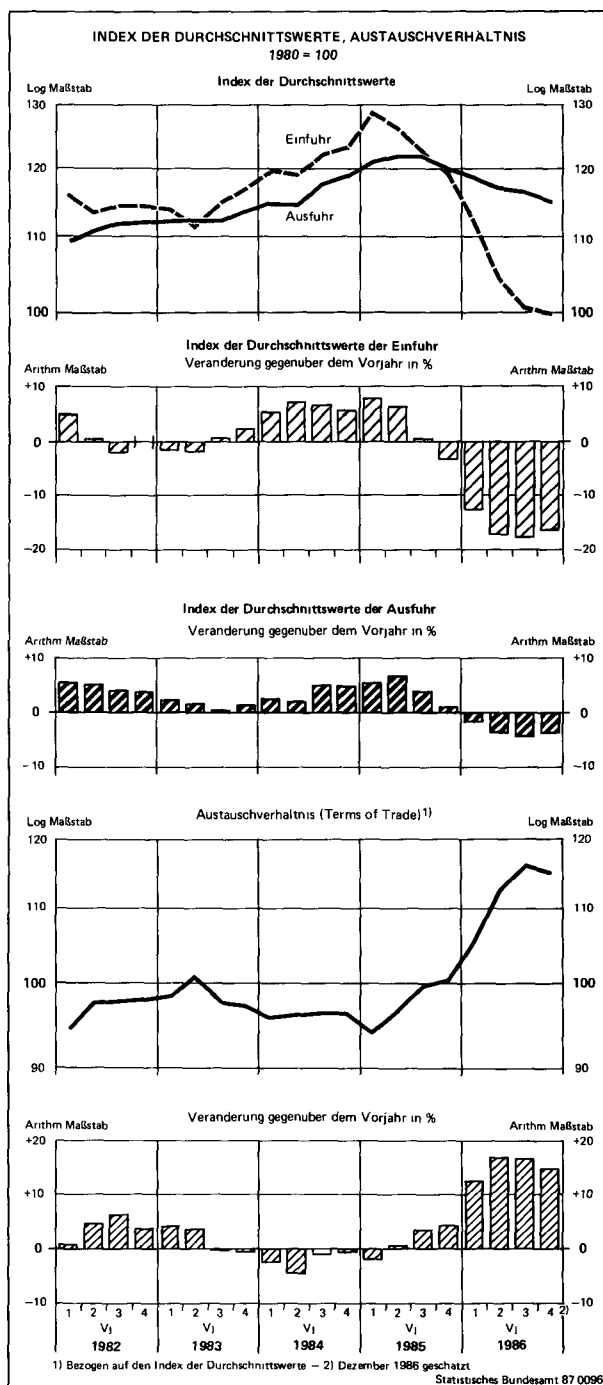 INDEX DER DURCHSCHNITTSWERTE, AUSTAUSCHVERHALTNIS
1980 = 100
Index der Durchschnittswerte
Log Maßstab Log Maßstab
130 130
Einfuhr
120 120
Ausfuhr
110 110
100 100
Index der Durchschnittswerte der Einfuhr
Arithm Maßstab Veranderung gegenuber dem Vorjahr in % Arithm Maßstab
+10 +10
0 0
−10 −10
−20 −20
Index der Durchschnittswerte der Ausfuhr
Arithm Maßstab Veranderung gegenuber dem Vorjahr in % Arithm Maßstab
+10 +10
0 0
−10 −10
Log Maßstab Austauschverhaltnis (Terms of Trade)1) Log Maßstab
120 120
110 110
100 100
90 90
Arithm Maßstab Veranderung gegenuber dem Vorjahr in % Arithm Maßstab
+20 +20
+10 +10
0 0
−10 −10
1 2 3 4 1 2 3 4 1 2 3 4 1 2 3 4 1 2 3 4 2)
Vj Vj Vj Vj Vj
1982 1983 1984 1985 1986
1) Bezogen auf den Index der Durchschnittswerte – 2) Dezember 1986 geschatzt
Statistisches Bundesamt 87 0096